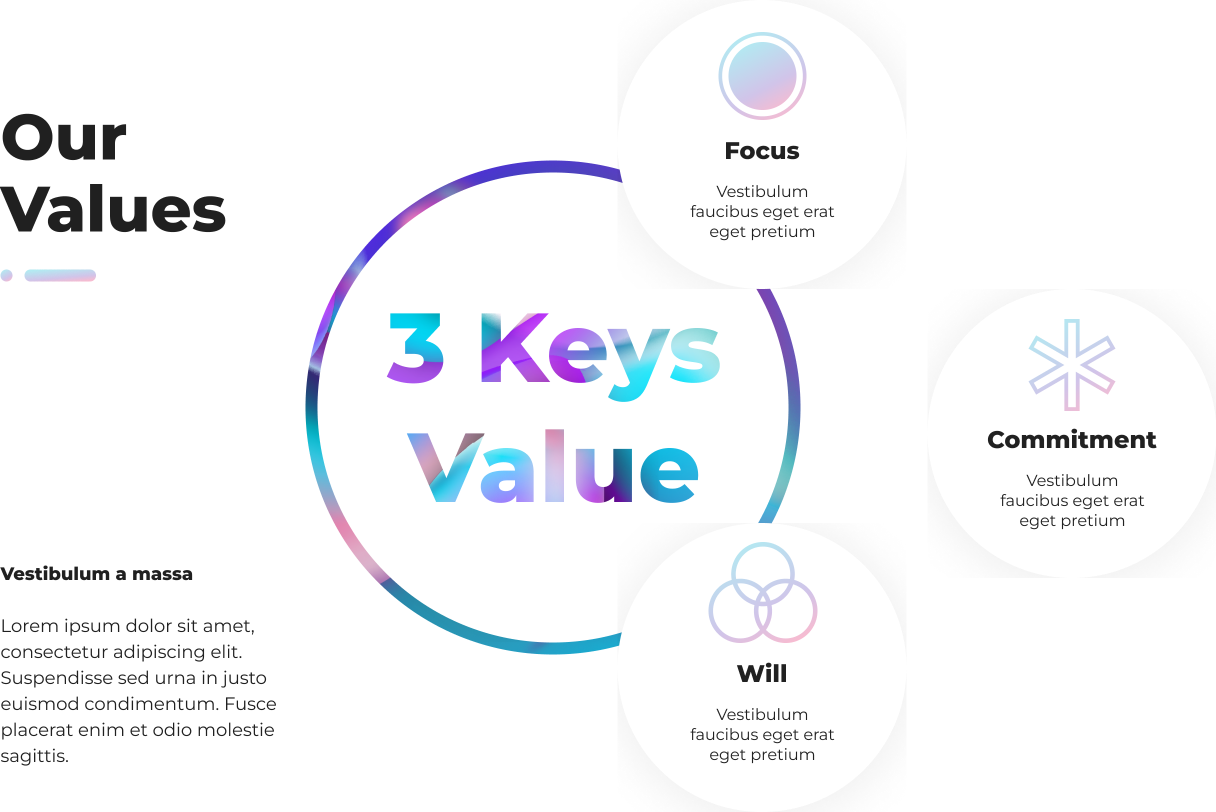 Our
Values
Vestibulum a massa
Lorem ipsum dolor sit amet,
consectetur adipiscing elit.
Suspendisse sed urna in justo
euismod condimentum. Fusce
placerat enim et odio molestie
sagittis.
3 Keys
Value
Focus
Vestibulum
faucibus eget erat
eget pretium
Commitment
Vestibulum
faucibus eget erat
eget pretium
Will
Vestibulum
faucibus eget erat
eget pretium